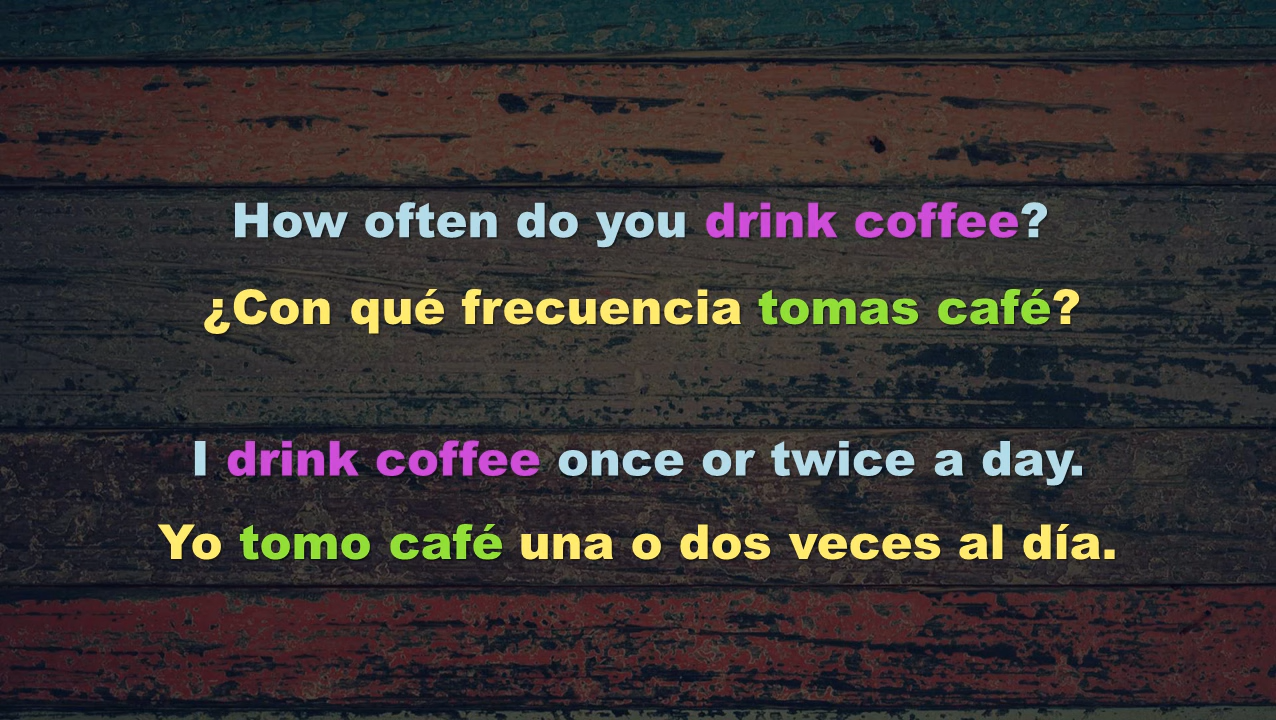 How often do you drink coffee?
¿Con qué frecuencia tomas café?
I drink coffee once or twice a day.
Yo tomo café una o dos veces al día.